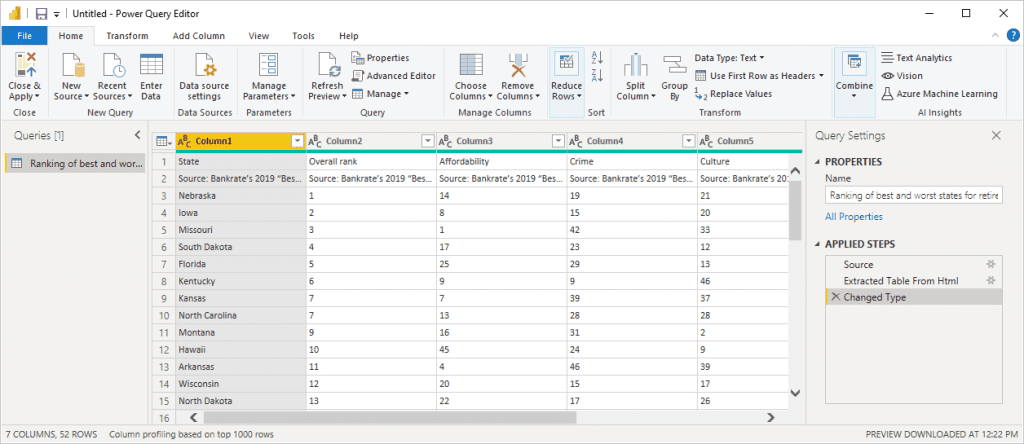 Untitled - Power Query Editor
File Home Transform Add Column View Tools Help
Close & Apply
New Source
Recent Sources
Enter Data
Data source settings
Manage Parameters
Refresh Preview
Properties
Advanced Editor
Manage
Choose Columns
Remove Columns
Reduce Rows
A
Z
Z
A
Split Column
Group By
Data Type: Text
Use First Row as Headers
1
2
Replace Values
Combine
Text Analytics
Vision
Azure Machine Learning
Close New Query Data Sources Parameters Query Manage Columns Sort Transform AI Insights
Queries [1]
Ranking of best and wor...
ABC Column1 ABC Column2 ABC Column3 ABC Column4 ABC Column5
1 State Overall rank Affordability Crime Culture
2 Source: Bankrate's 2019 “Bes... Source: Bankrate's 2019 “Bes... Source: Bankrate's 2019 “Bes... Source: Bankrate's 2019 “Bes... Source: Bankrate's 201
3 Nebraska 1 14 19 21
4 Iowa 2 8 15 20
5 Missouri 3 1 42 33
6 South Dakota 4 17 23 12
7 Florida 5 25 29 13
8 Kentucky 6 9 9 46
9 Kansas 7 7 39 37
10 North Carolina 7 13 28 28
11 Montana 9 16 31 2
12 Hawaii 10 45 24 9
13 Arkansas 11 4 46 39
14 Wisconsin 12 20 15 17
15 North Dakota 13 22 17 26
16
Query Settings
PROPERTIES
Name
Ranking of best and worst states for retire
All Properties
APPLIED STEPS
Source
Extracted Table From Html
Changed Type
7 COLUMNS, 52 ROWS Column profiling based on top 1000 rows PREVIEW DOWNLOADED AT 12:22 PM